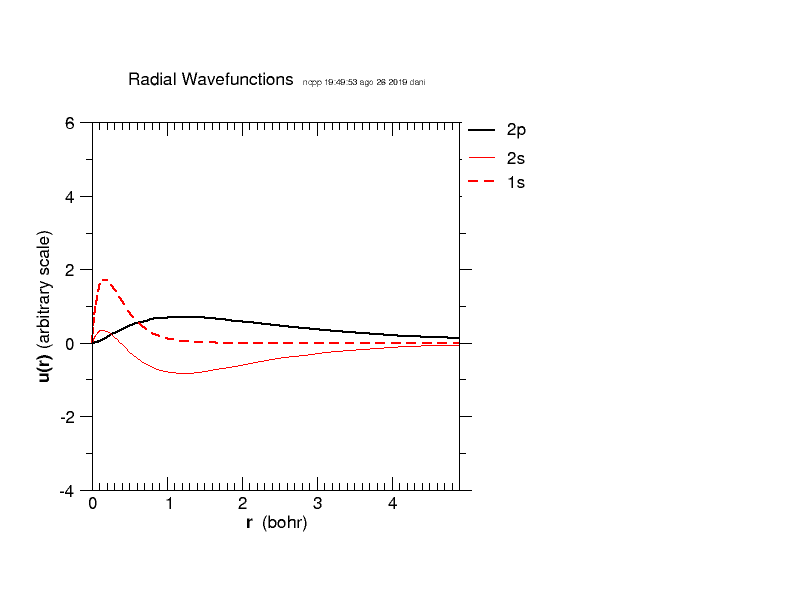 Radial Wavefunctions ncpp 19:49:53 ago 26 2019 dani
6
4
2
0
-2
-4
u(r) (arbitrary scale)
0 1 2 3 4
r (bohr)
2p
2s
1s